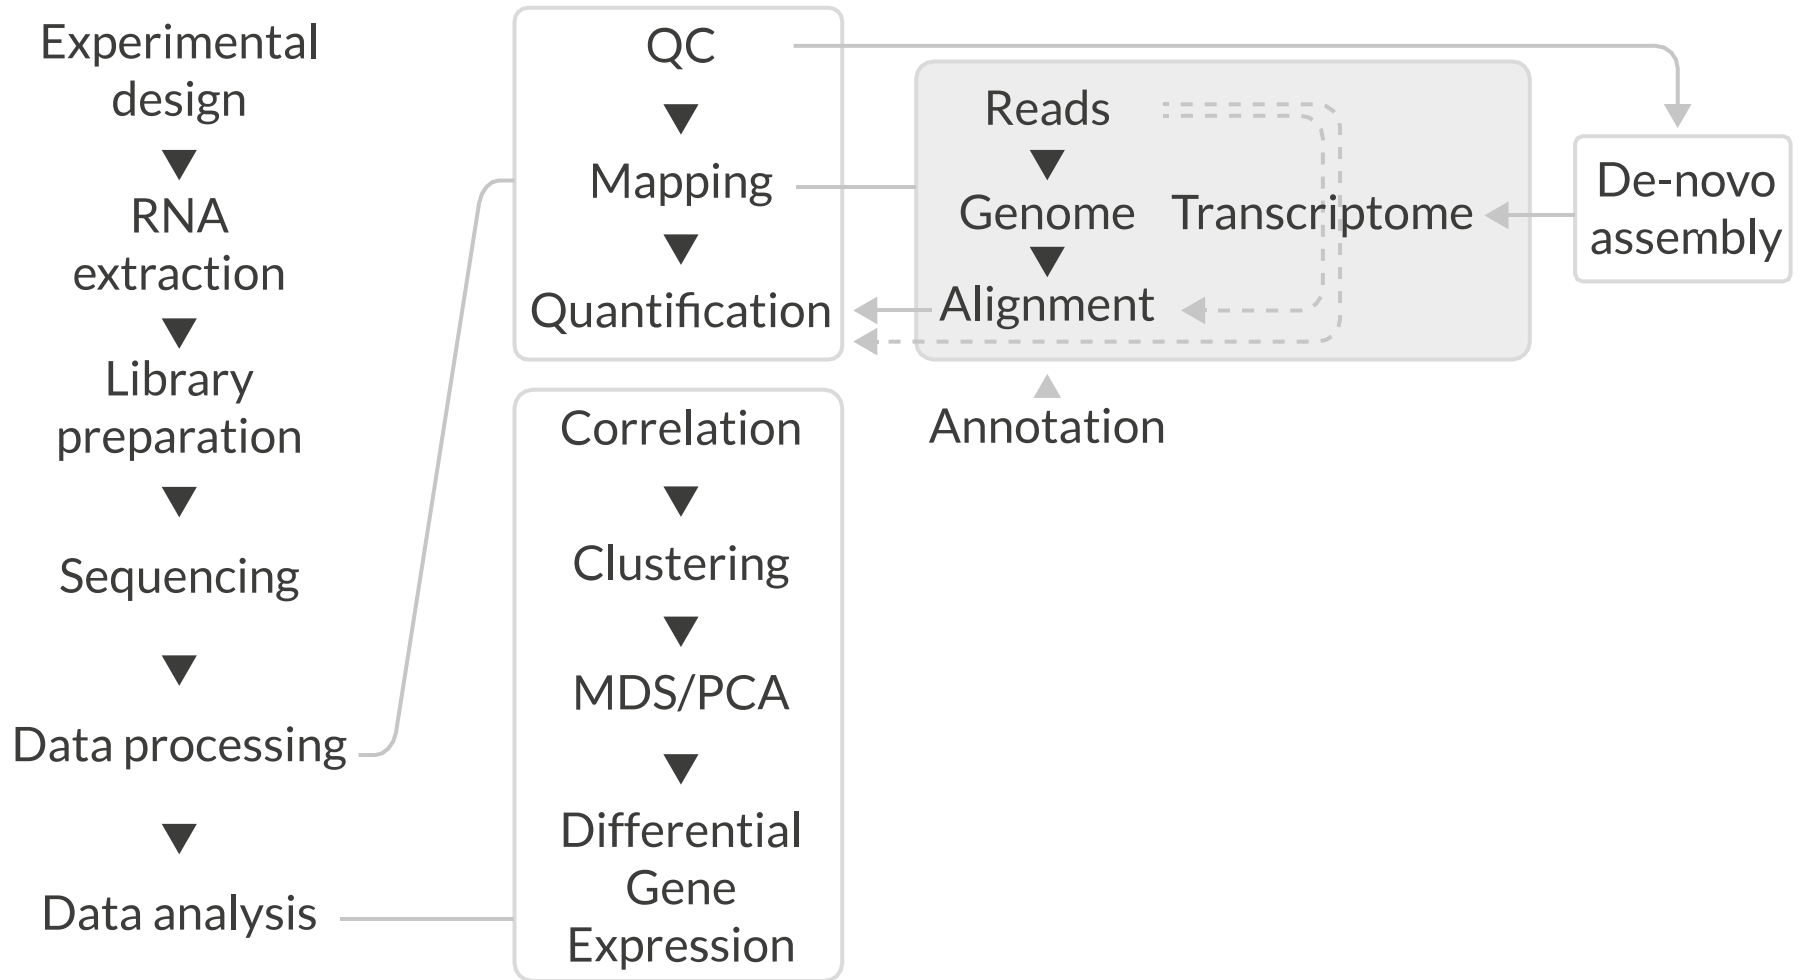 Experimental
design
RNA
extraction
Library
preparation
Sequencing
Data processing
Data analysis
QC
Mapping
Quantification
Correlation
Clustering
MDS/PCA
Differential
Gene
Expression
Reads
Genome
Transcriptome
Alignment
Annotation
De-novo
assembly